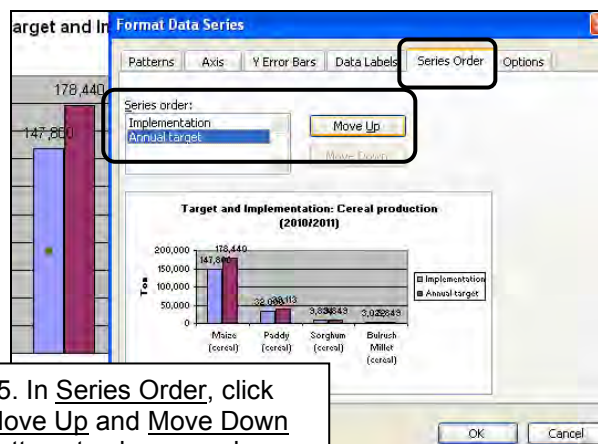 arget and In
Format Data Series
Patterns Axis Y Error Bars Data Labels Series Order Options
Series order:
Implementation
Annual target
Move Up
Move Down
178,440
147,860
Target and Implementation: Cereal production
(2010/2011)
Ton
200,000
150,000
100,000
50,000
0
178,440
Maize
(cereal)
Paddy
(cereal)
Sorghum
(cereal)
Bulrush
Millet
(cereal)
Implementation
Annual target
5. In Series Order, click
Move Up and Move Down
OK Cancel